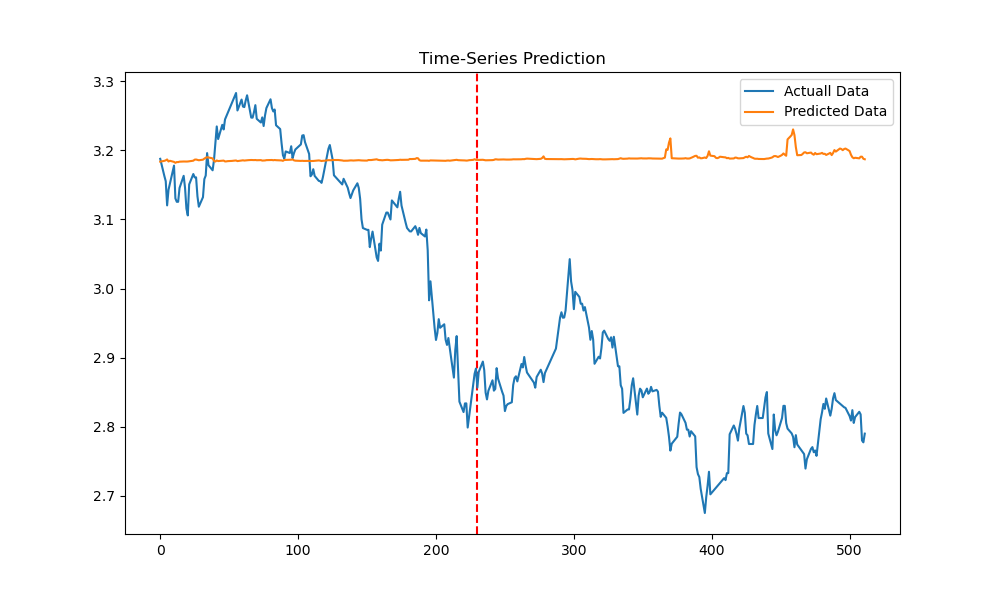 Time-Series Prediction
Actuall Data
Predicted Data
3.3
3.2
3.1
3.0
2.9
2.8
2.7
0 100 200 300 400 500